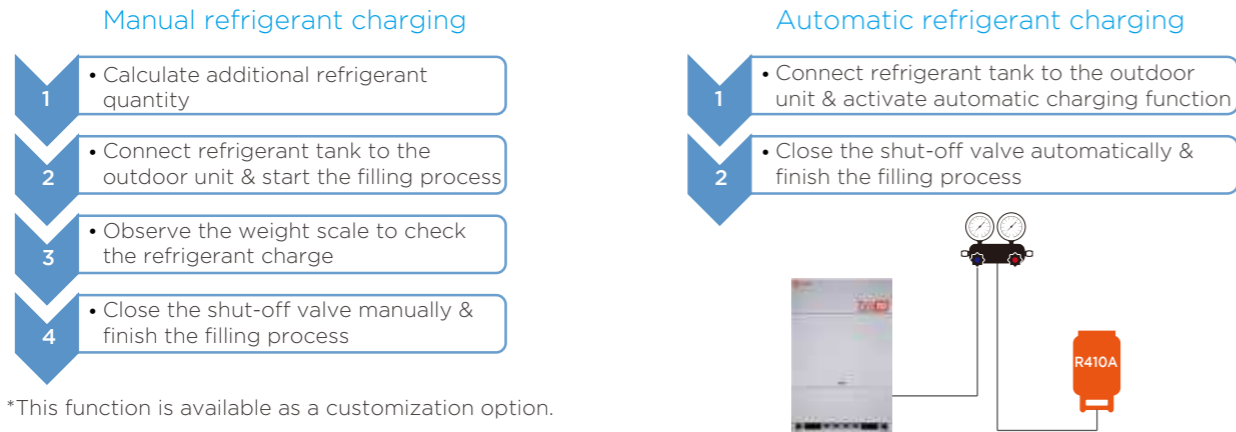 Manual refrigerant charging
1
• Calculate additional refrigerant
quantity
2
• Connect refrigerant tank to the
outdoor unit & start the filling process
3
• Observe the weight scale to check
the refrigerant charge
4
• Close the shut-off valve manually &
finish the filling process
*This function is available as a customization option.
Automatic refrigerant charging
1
• Connect refrigerant tank to the outdoor
unit & activate automatic charging function
2
• Close the shut-off valve automatically &
finish the filling process
R410A